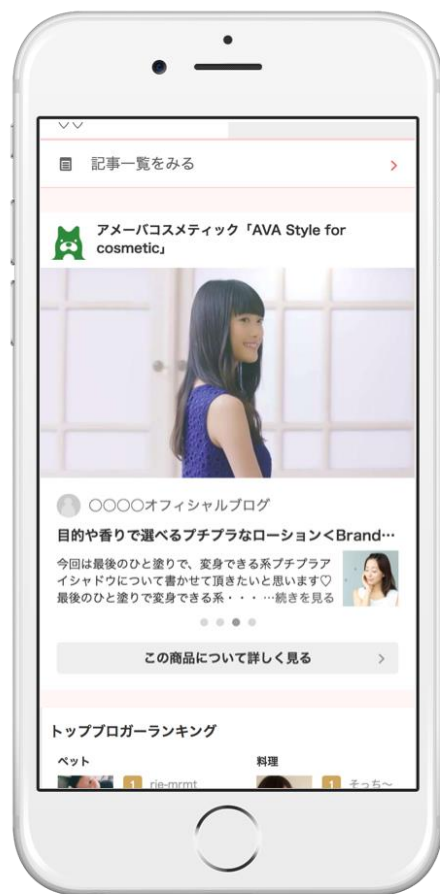 記事一覧をみる
アメーバコスメティック「AVA Style for
cosmetic」
〇〇〇〇オフィシャルブログ
目的や香りで選べるプチプラなローション<Brand…
今回は最後のひと塗りで、変身できる系プチプラア
イシャドウについて書かせて頂きたいと思います♡
最後のひと塗りで変身できる系・・・ …続きを見る
この商品について詳しく見る
トップブロガーランキング
ペット 料理
1 rie-mrmt 1 そっち〜